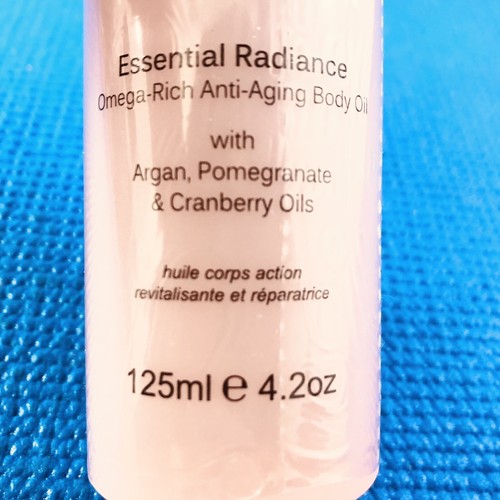 Essential Radiance
Omega-Rich Anti-Aging Body Oil
with
Argan, Pomegranate
& Cranberry Oils
huile corps action
revitalisante et réparatrice
125ml ℮ 4.2oz